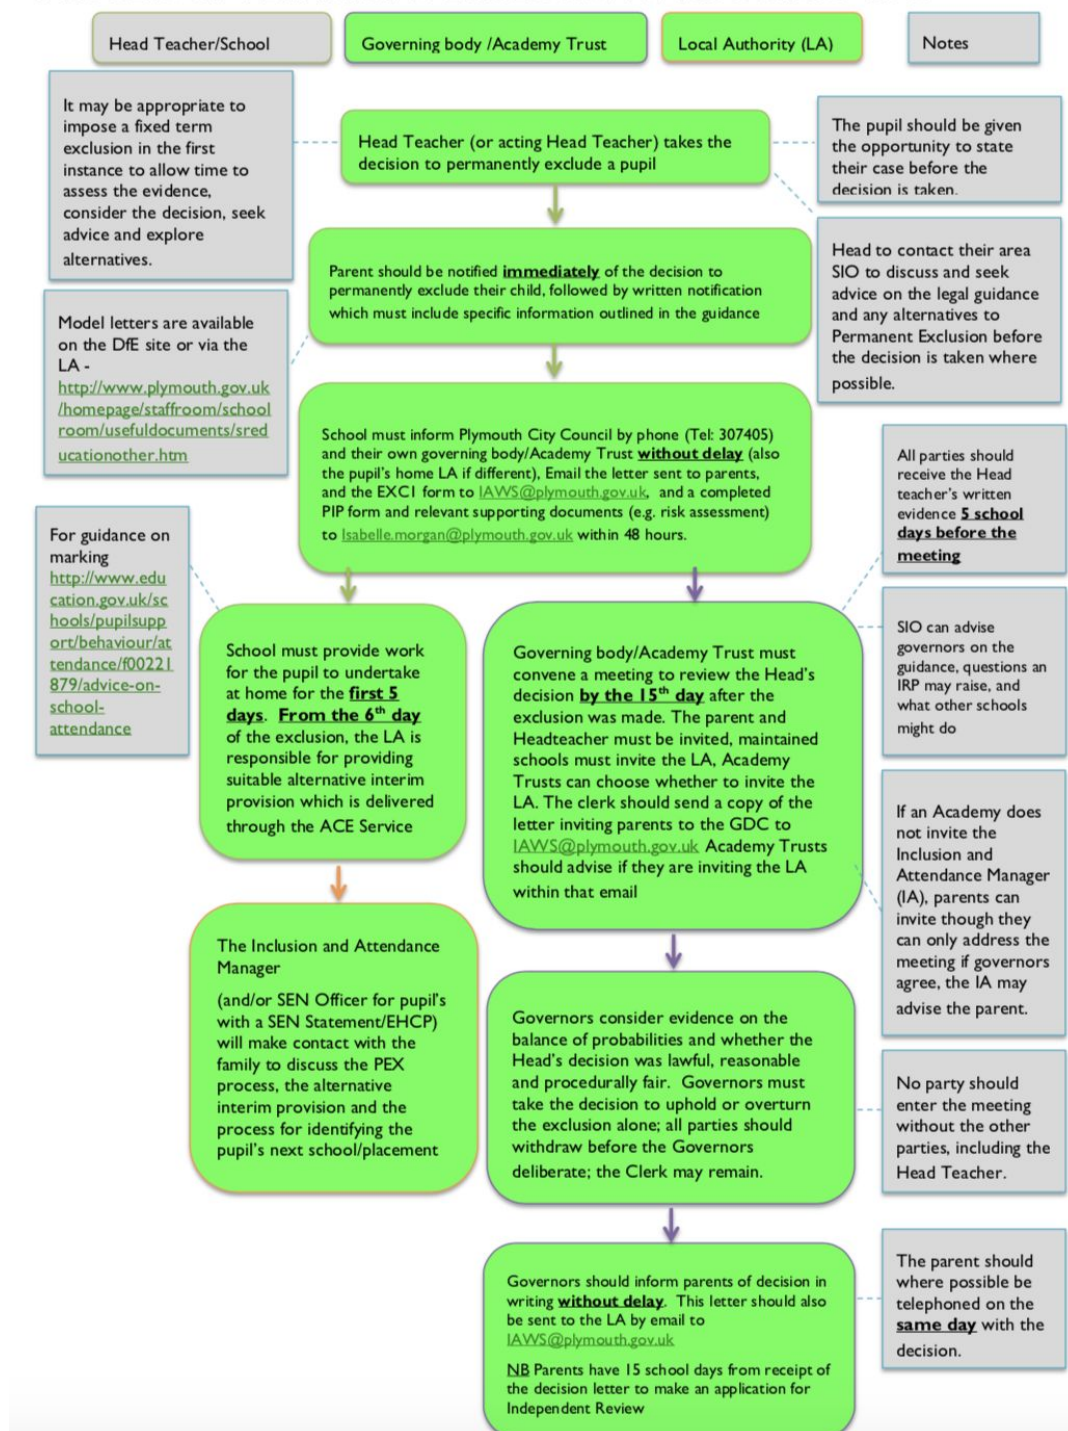 Head Teacher/School
Governing body /Academy Trust
Local Authority (LA)
Notes
It may be appropriate to
impose a fixed term
exclusion in the first
instance to allow time to
assess the evidence,
consider the decision, seek
advice and explore
alternatives.
Head Teacher (or acting Head Teacher) takes the
decision to permanently exclude a pupil
The pupil should be given
the opportunity to state
their case before the
decision is taken.
Head to contact their area
SIO to discuss and seek
advice on the legal guidance
and any alternatives to
Permanent Exclusion before
the decision is taken where
possible.
Parent should be notified immediately of the decision to
permanently exclude their child, followed by written notification
which must include specific information outlined in the guidance
Model letters are available
on the DfE site or via the
LA -
http://www.plymouth.gov.uk
/homepage/staffroom/school
room/usefuldocuments/sred
ucationother.htm
School must inform Plymouth City Council by phone (Tel: 307405)
and their own governing body/Academy Trust without delay (also
the pupil's home LA if different), Email the letter sent to parents,
and the EXC1 form to IAWS@plymouth.gov.uk, and a completed
PIP form and relevant supporting documents (e.g. risk assessment)
to Isabelle.morgan@plymouth.gov.uk within 48 hours.
All parties should
receive the Head
teacher's written
evidence 5 school
days before the
meeting
For guidance on
marking
http://www.edu
cation.gov.uk/sc
hools/pupilsupp
ort/behaviour/at
tendance/f00221
879/advice-on-
school-
attendance
School must provide work
for the pupil to undertake
at home for the first 5
days. From the 6th day
of the exclusion, the LA is
responsible for providing
suitable alternative interim
provision which is delivered
through the ACE Service
Governing body/Academy Trust must
convene a meeting to review the Head's
decision by the 15th day after the
exclusion was made. The parent and
Headteacher must be invited, maintained
schools must invite the LA, Academy
Trusts can choose whether to invite the
LA. The clerk should send a copy of the
letter inviting parents to the GDC to
IAWS@plymouth.gov.uk Academy Trusts
should advise if they are inviting the LA
within that email
SIO can advise
governors on the
guidance, questions an
IRP may raise, and
what other schools
might do
If an Academy does
not invite the
Inclusion and
Attendance Manager
(IA), parents can
invite though they
can only address the
meeting if governors
agree, the IA may
advise the parent.
The Inclusion and Attendance
Manager
(and/or SEN Officer for pupil's
with a SEN Statement/EHCP)
will make contact with the
family to discuss the PEX
process, the alternative
interim provision and the
process for identifying the
pupil's next school/placement
Governors consider evidence on the
balance of probabilities and whether the
Head's decision was lawful, reasonable
and procedurally fair. Governors must
take the decision to uphold or overturn
the exclusion alone; all parties should
withdraw before the Governors
deliberate; the Clerk may remain.
No party should
enter the meeting
without the other
parties, including the
Head Teacher.
Governors should inform parents of decision in
writing without delay. This letter should also
be sent to the LA by email to
IAWS@plymouth.gov.uk
NB Parents have 15 school days from receipt of
the decision letter to make an application for
Independent Review
The parent should
where possible be
telephoned on the
same day with the
decision.